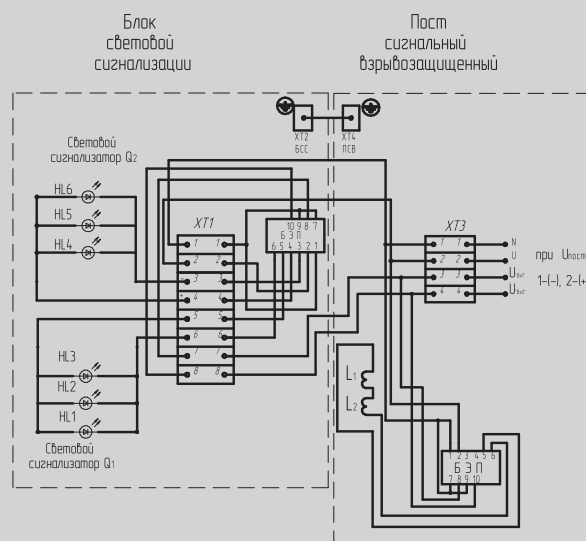 Блок
световой
сигнализации
Пост
сигнальный
взрывозащищенный
XT2
БСС
XT4
ПСВ
Световой
сигнализатор Q2
HL6
HL5
HL4
XT1
1 1
2 2
3 3
4 4
5 5
6 6
7 7
8 8
10 9 8 7
Б Э П
6 5 4 3 2 1
XT3
1 1 N
2 2 U
3 3
4 4
при Uпост
1-(-), 2-(+
HL3
HL2
HL1
Световой
сигнализатор Q1
L1
L2
1 2 3 4 5 6
Б Э П
7 8 9 10